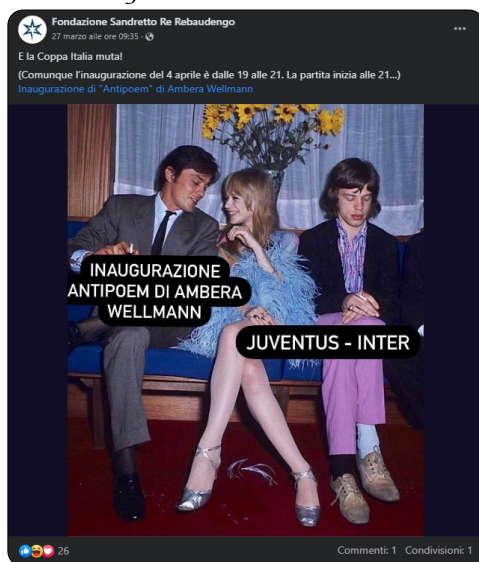 Fondazione Sandretto Re Rebaudengo
27 marzo alle ore 09:35 ·
E la Coppa Italia muta!
(Comunque l'inaugurazione del 4 aprile è dalle 19 alle 21. La partita inizia alle 21...)
Inaugurazione di "Antipoem" di Ambera Wellmann
INAUGURAZIONE
ANTIPOEM DI AMBERA
WELLMANN
JUVENTUS - INTER
26
Commenti: 1 Condivisioni: 1